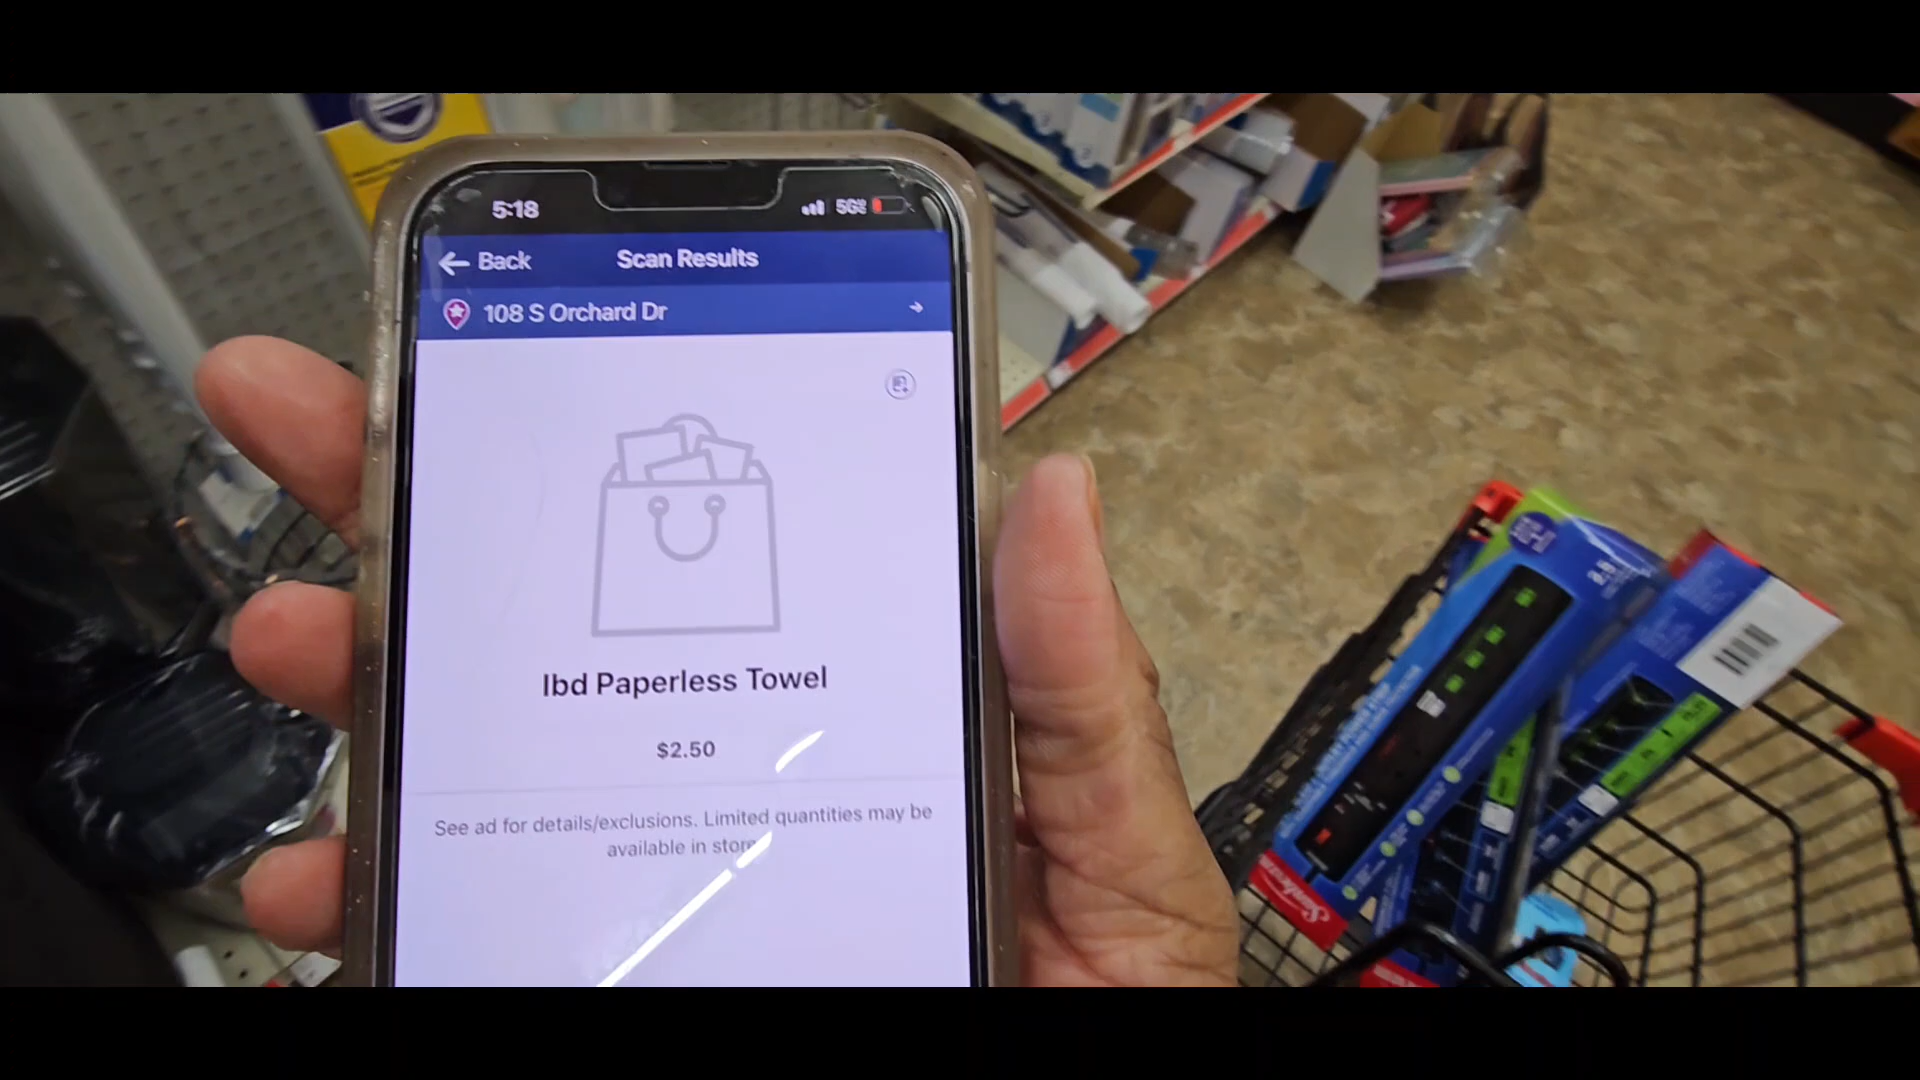 5:18
5G
Back
Scan Results
108 S Orchard Dr
Ibd Paperless Towel
$2.50
See ad for details/exclusions. Limited quantities may be
available in store
Sunbeam